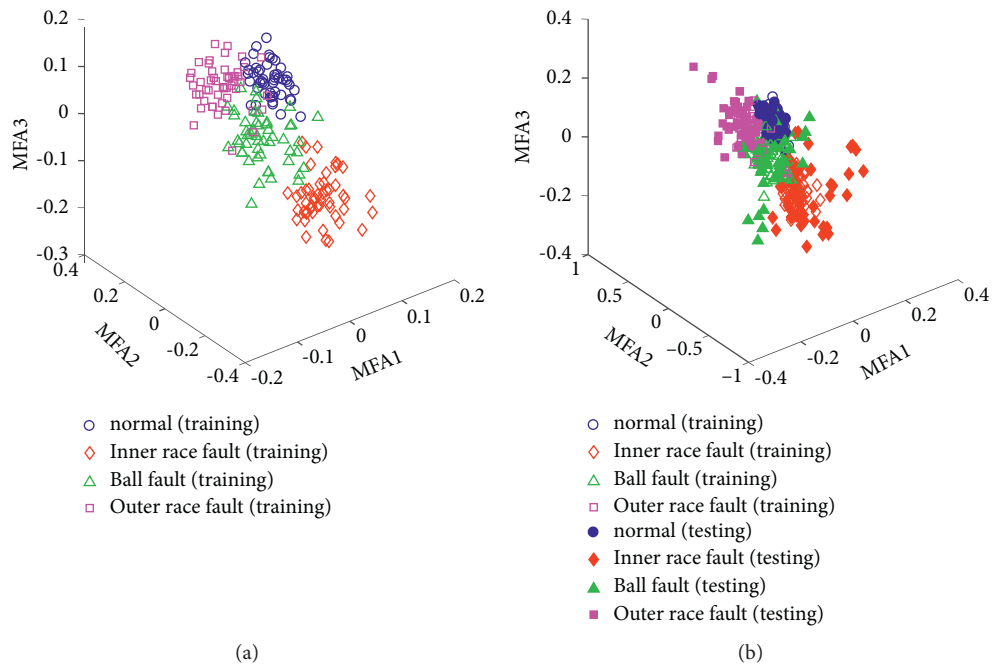 0.2
0.1
0
-0.1
-0.2
-0.3
MFA3
0.4
0.2
0
-0.2
-0.4
MFA2
-0.2
-0.1
0
0.1
0.2
MFA1
normal (training)
Inner race fault (training)
Ball fault (training)
Outer race fault (training)
(a)
0.4
0.2
0
-0.2
-0.4
MFA3
1
0.5
0
-0.5
−1
MFA2
-0.4
-0.2
0
0.2
0.4
MFA1
normal (training)
Inner race fault (training)
Ball fault (training)
Outer race fault (training)
normal (testing)
Inner race fault (testing)
Ball fault (testing)
Outer race fault (testing)
(b)